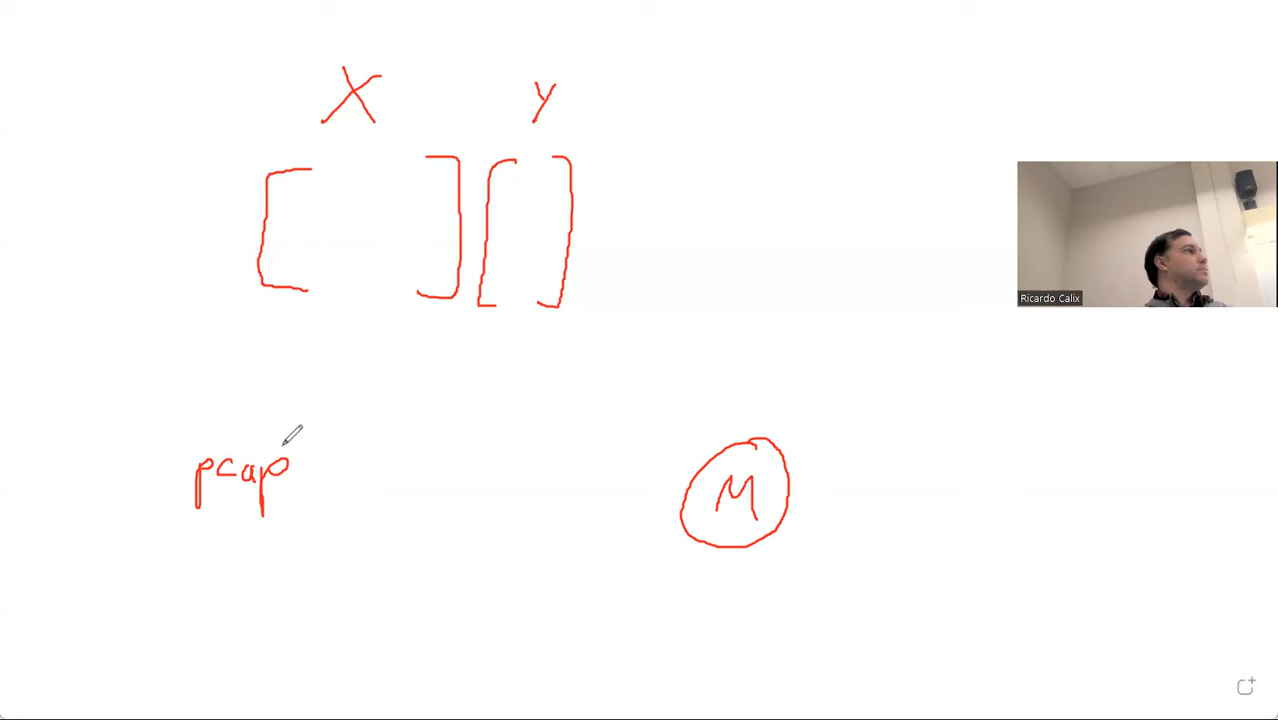 X y
[ ] [ ]
Ricardo Calix
pcap
M